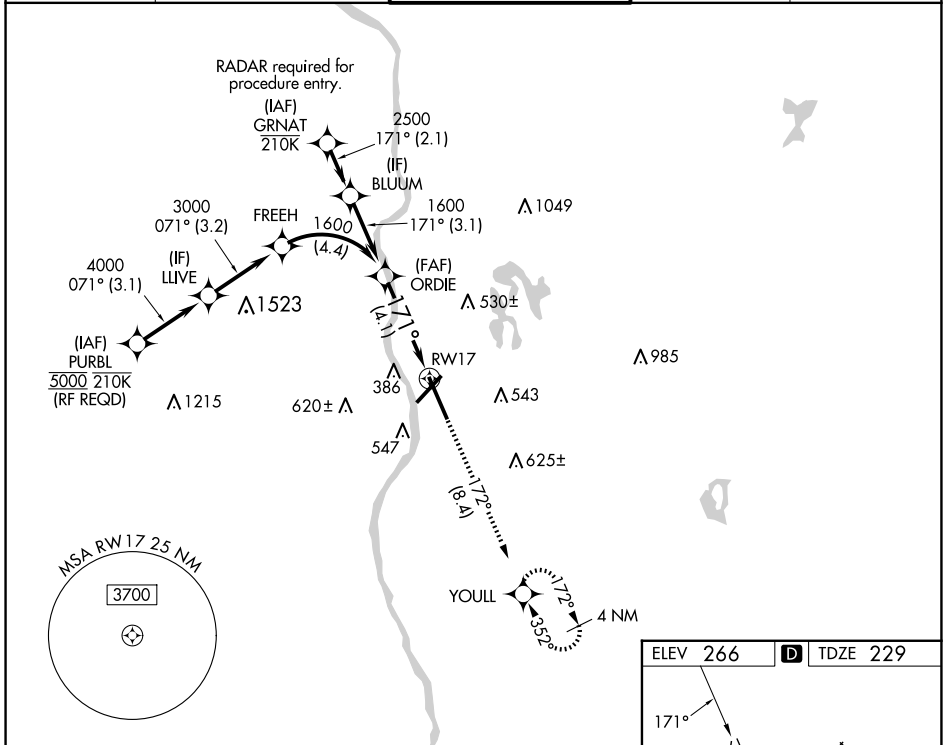 RADAR required for
procedure entry.
(IAF)
GRNAT
210K
2500
171° (2.1)
(IF)
BLUUM
1600
171° (3.1)
1049
3000
071° (3.2)
FREEH
1600
(4.4)
(IF)
LLIVE
4000
071° (3.1)
1523
(FAF)
ORDIE
530±
171°
(4.1)
(IAF)
PURBL
5000 210K
(RF REQD)
RW17
985
386
1215
620±
543
547
625±
172°
(8.4)
MSA RW17 25 NM
3700
YOULL
172°
352°
4 NM
ELEV 266
D
TDZE 229
171°